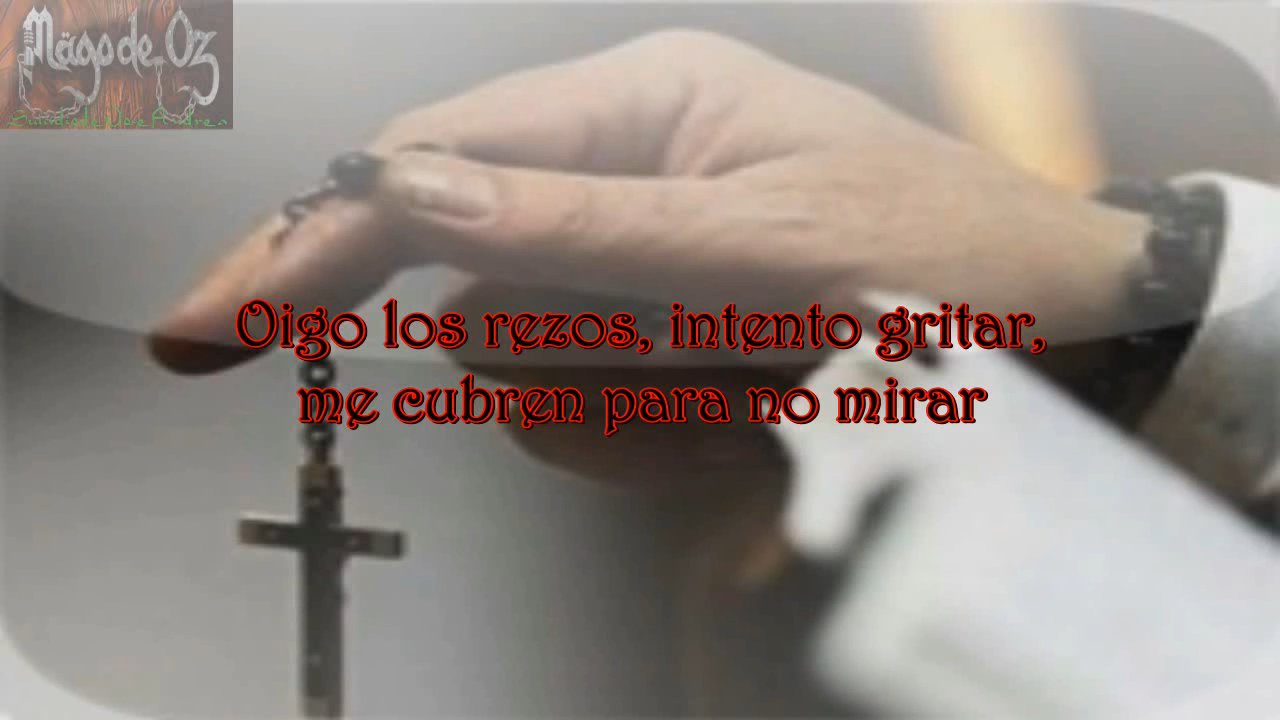 Mägo de Oz
Oigo los rezos, intento gritar,
me cubren para no mirar